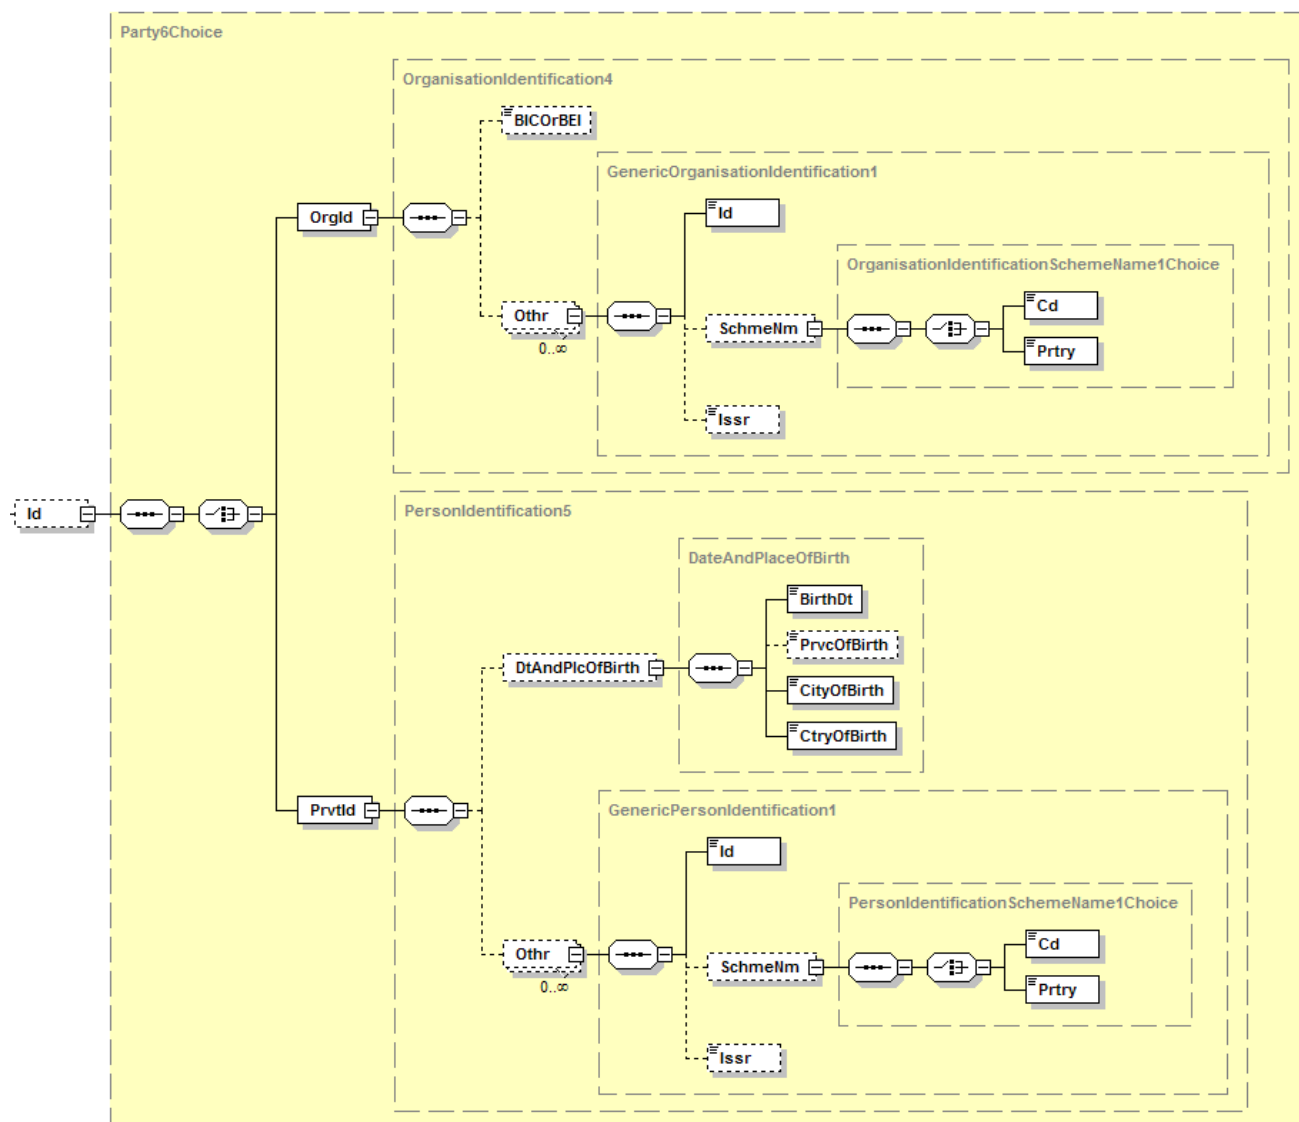 Party6Choice
OrganisationIdentification4
BICOrBEI
GenericOrganisationIdentification1
OrgId
Id
OrganisationIdentificationSchemeName1Choice
Othr
0..∞
SchmeNm
Cd
Prtry
Issr
Id
PersonIdentification5
DateAndPlaceOfBirth
BirthDt
PrvcOfBirth
DtAndPlcOfBirth
CityOfBirth
CtryOfBirth
PrvtId
GenericPersonIdentification1
Id
PersonIdentificationSchemeName1Choice
Othr
0..∞
SchmeNm
Cd
Prtry
Issr